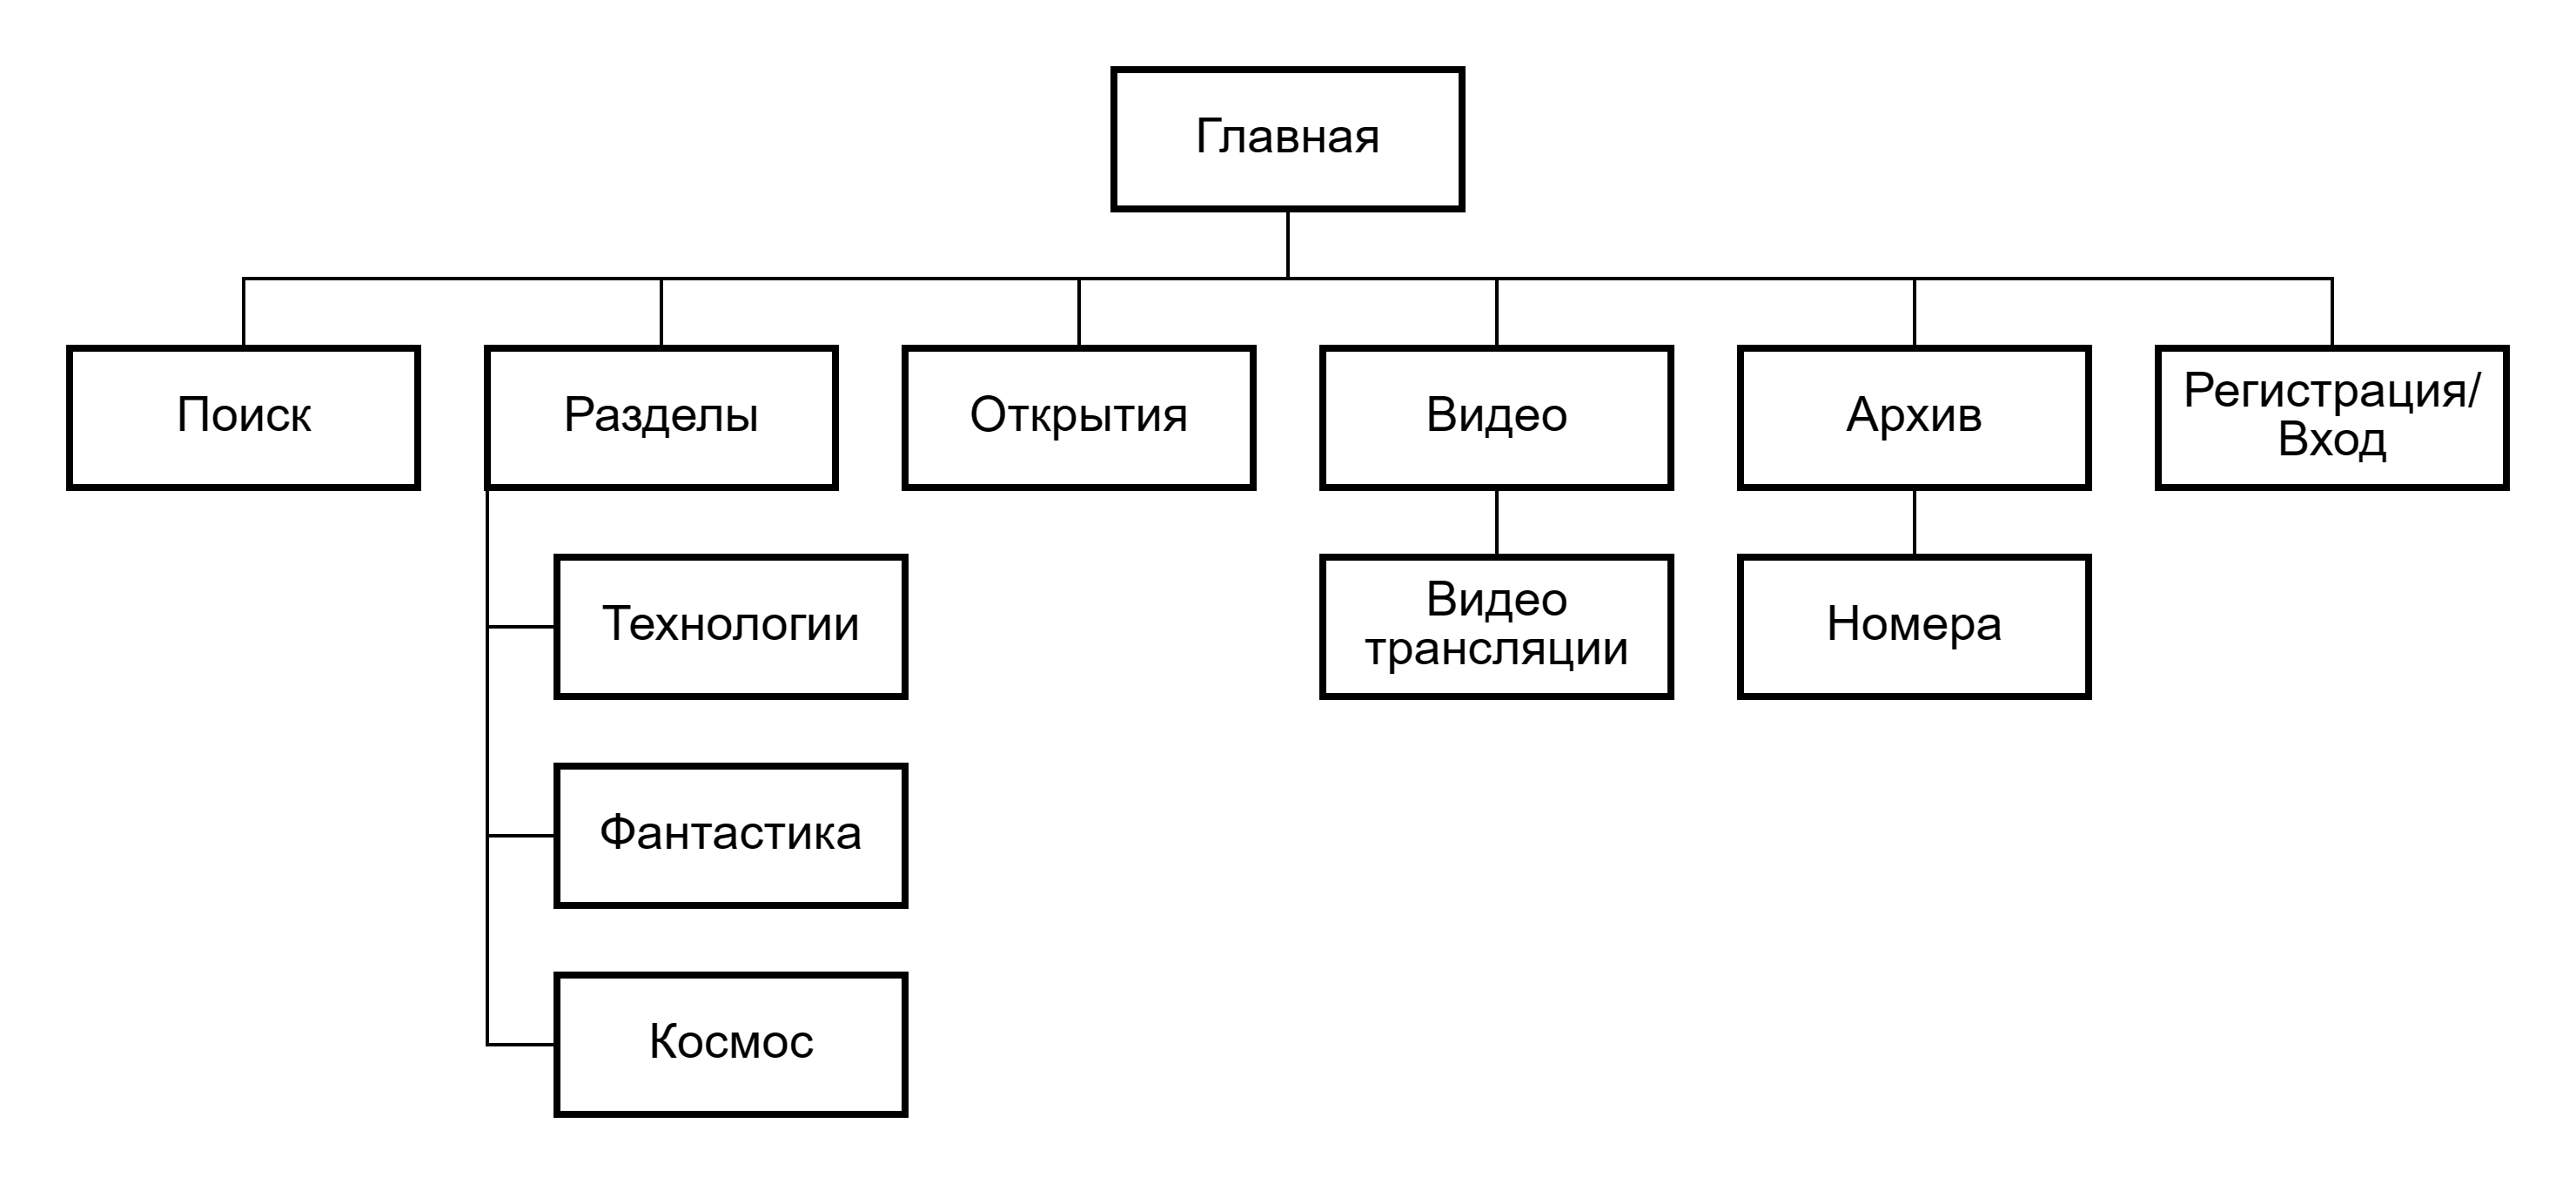 Главная
Поиск
Разделы
Открытия
Видео
Архив
Регистрация/
Вход
Технологии
Видео
трансляции
Номера
Фантастика
Космос